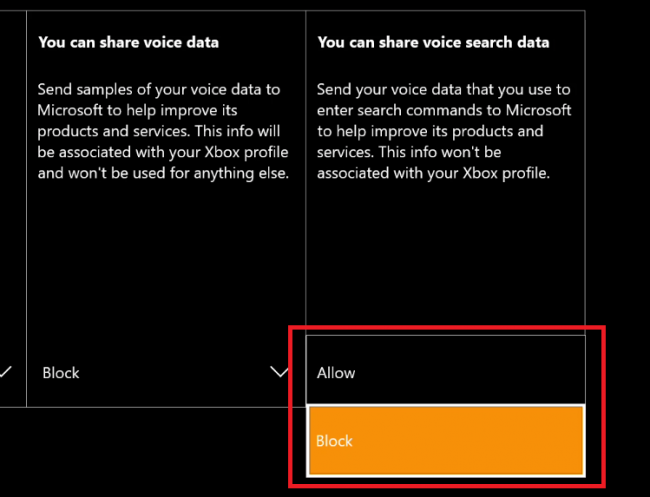 You can share voice data
Send samples of your voice data to
Microsoft to help improve its
products and services. This info will
be associated with your Xbox profile
and won't be used for anything else.
Block
You can share voice search data
Send your voice data that you use to
enter search commands to Microsoft
to help improve its products and
services. This info won't be
associated with your Xbox profile.
Allow
Block